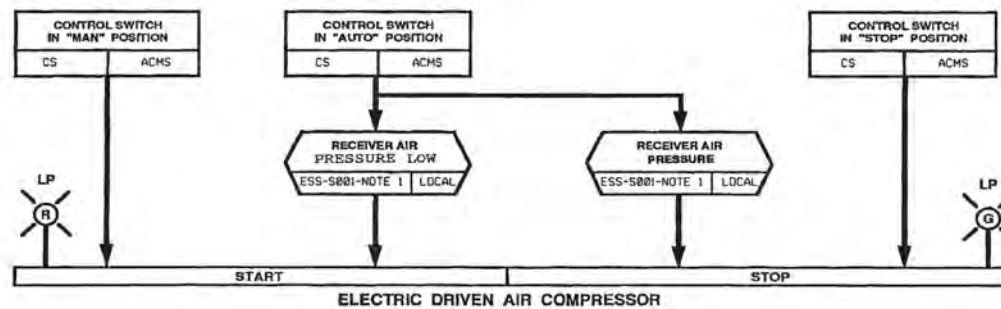 CONTROL SWITCH
IN "MAN" POSITION
CS ACMS
CONTROL SWITCH
IN "AUTO" POSITION
CS ACMS
CONTROL SWITCH
IN "STOP" POSITION
CS ACMS
RECEIVER AIR
PRESSURE LOW
ESS-S001-NOTE 1 LOCAL
RECEIVER AIR
PRESSURE
ESS-S001-NOTE 1 LOCAL
LP
R
LP
G
START STOP
ELECTRIC DRIVEN AIR COMPRESSOR